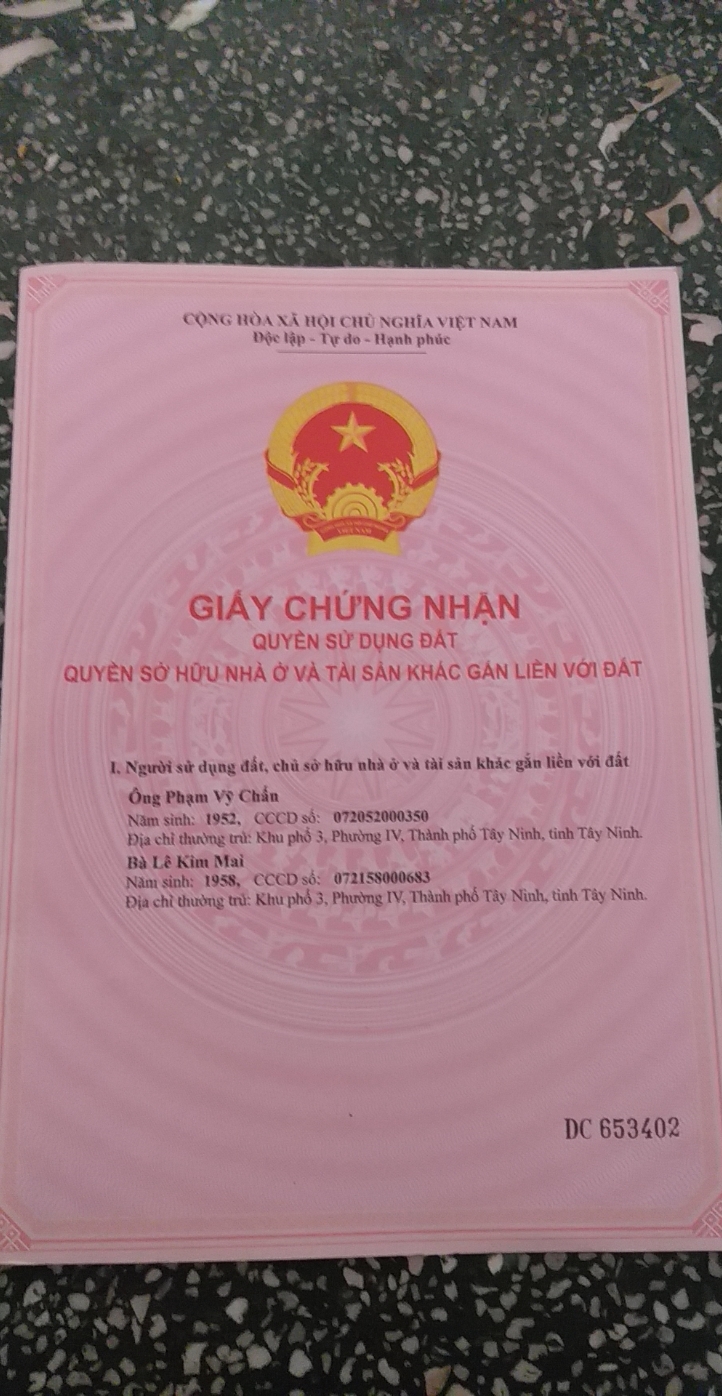 CỘNG HÒA XÃ HỘI CHỦ NGHĨA VIỆT NAM
Độc lập - Tự do - Hạnh phúc
VIỆT NAM
GIẤY CHỨNG NHẬN
QUYỀN SỬ DỤNG ĐẤT
QUYỀN SỞ HỮU NHÀ Ở VÀ TÀI SẢN KHÁC GẮN LIỀN VỚI ĐẤT
I. Người sử dụng đất, chủ sở hữu nhà ở và tài sản khác gắn liền với đất
Ông Phạm Vỹ Chấn
Năm sinh: 1952, CCCD số: 072052000350
Địa chỉ thường trú: Khu phố 3, Phường IV, Thành phố Tây Ninh, tỉnh Tây Ninh.
Bà Lê Kim Mai
Năm sinh: 1958, CCCD số: 072158000683
Địa chỉ thường trú: Khu phố 3, Phường IV, Thành phố Tây Ninh, tỉnh Tây Ninh.
DC 653402